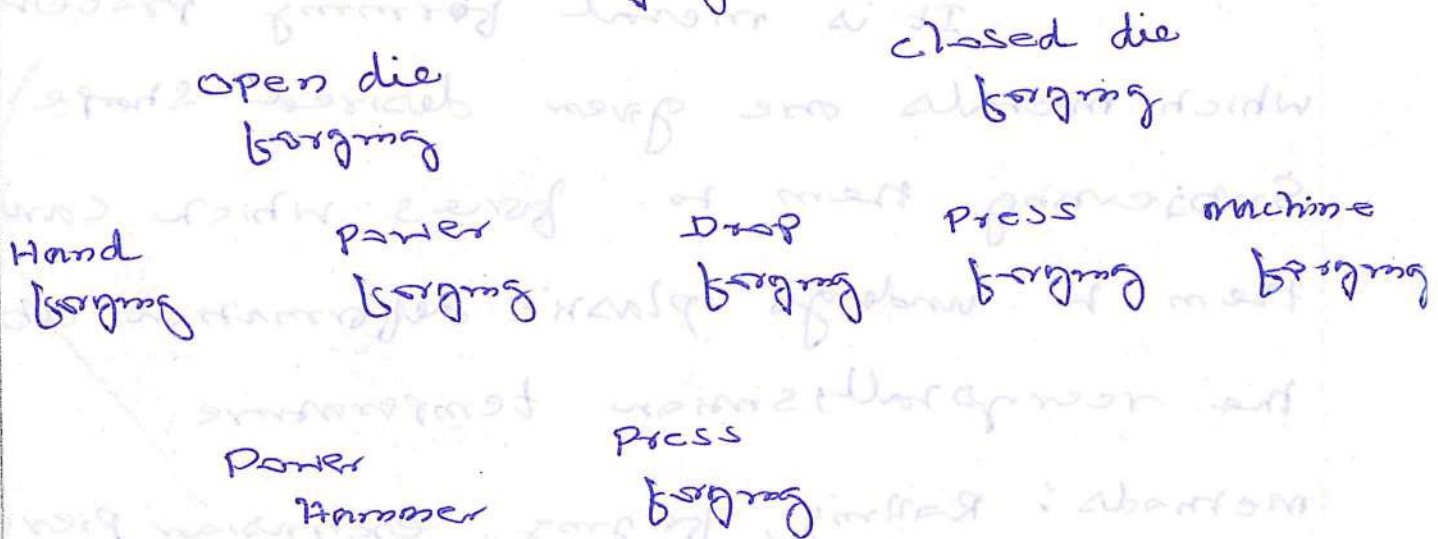 open die
forging
closed die
forging
Hand
forging
Power
forging
Drop
forging
Press
forging
Machine
forging
Power
Hammer
Press
forging